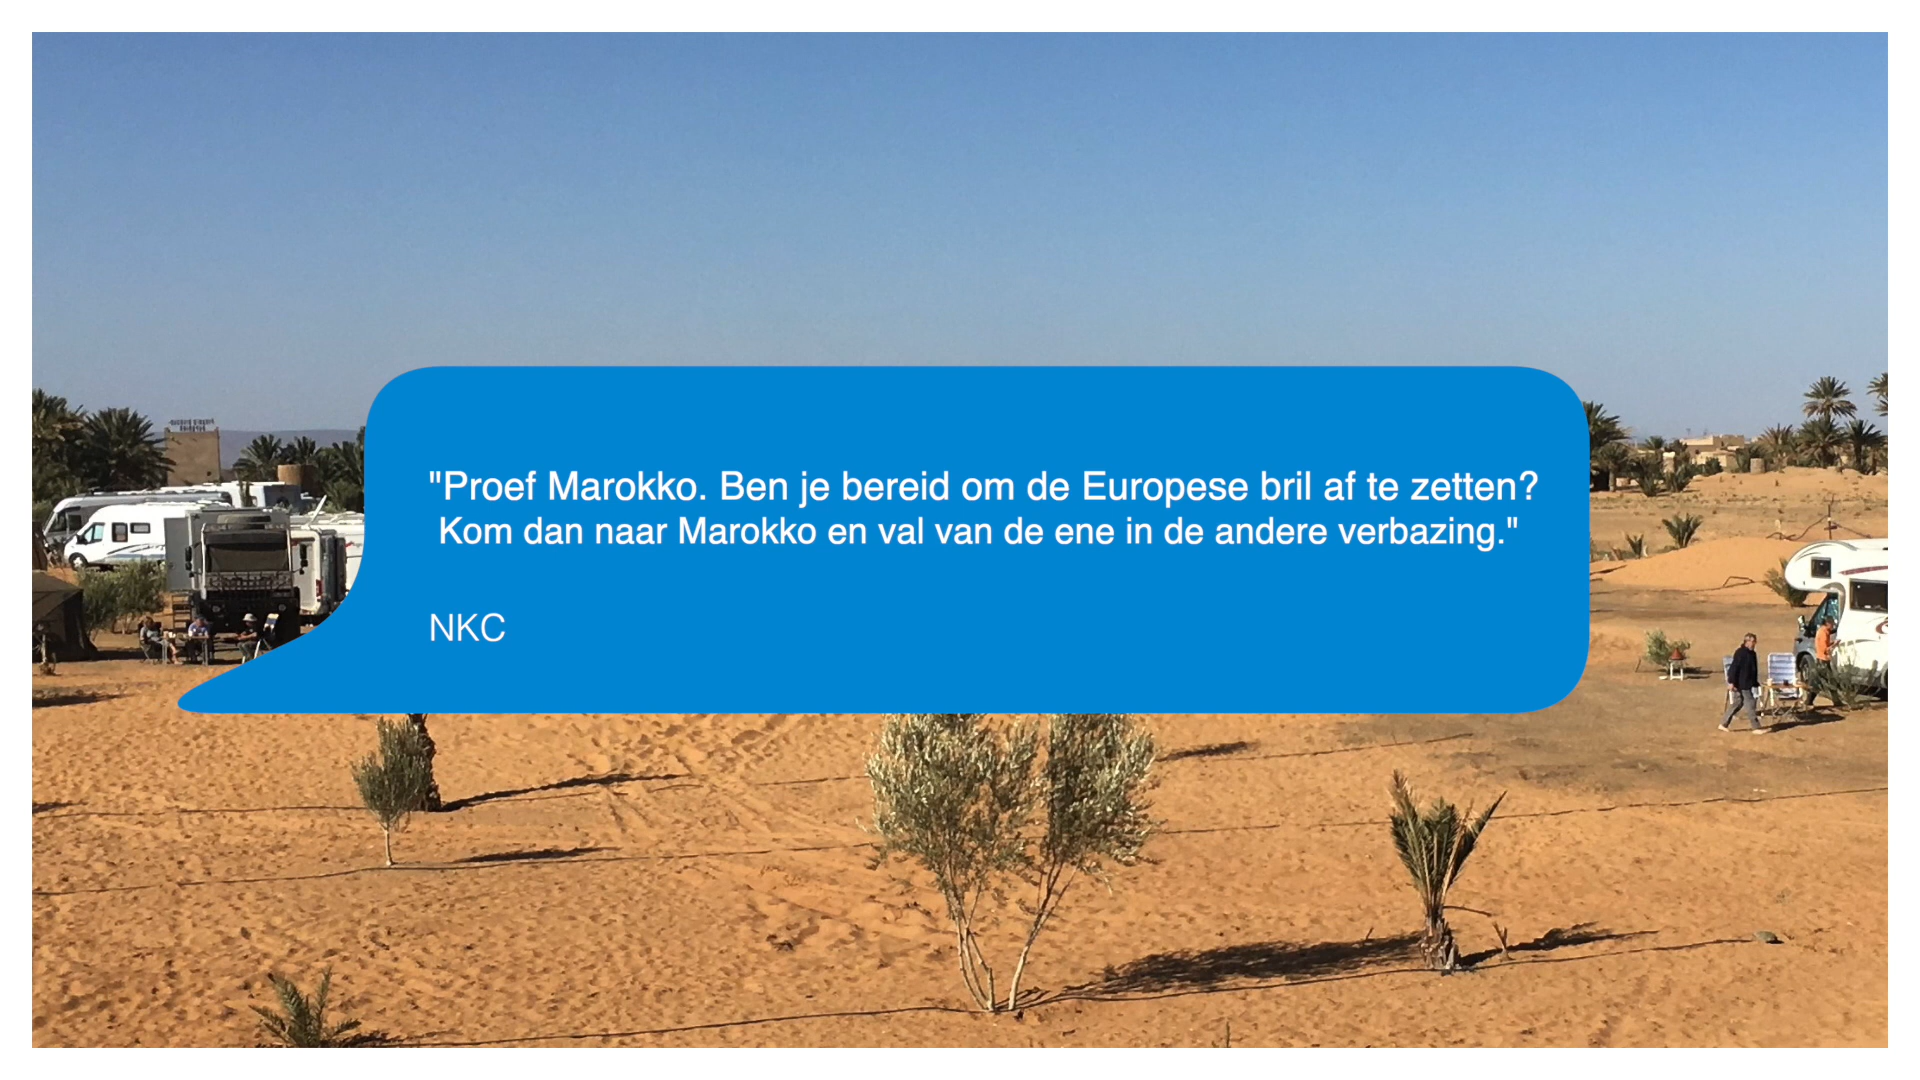 "Proef Marokko. Ben je bereid om de Europese bril af te zetten?
Kom dan naar Marokko en val van de ene in de andere verbazing."
NKC